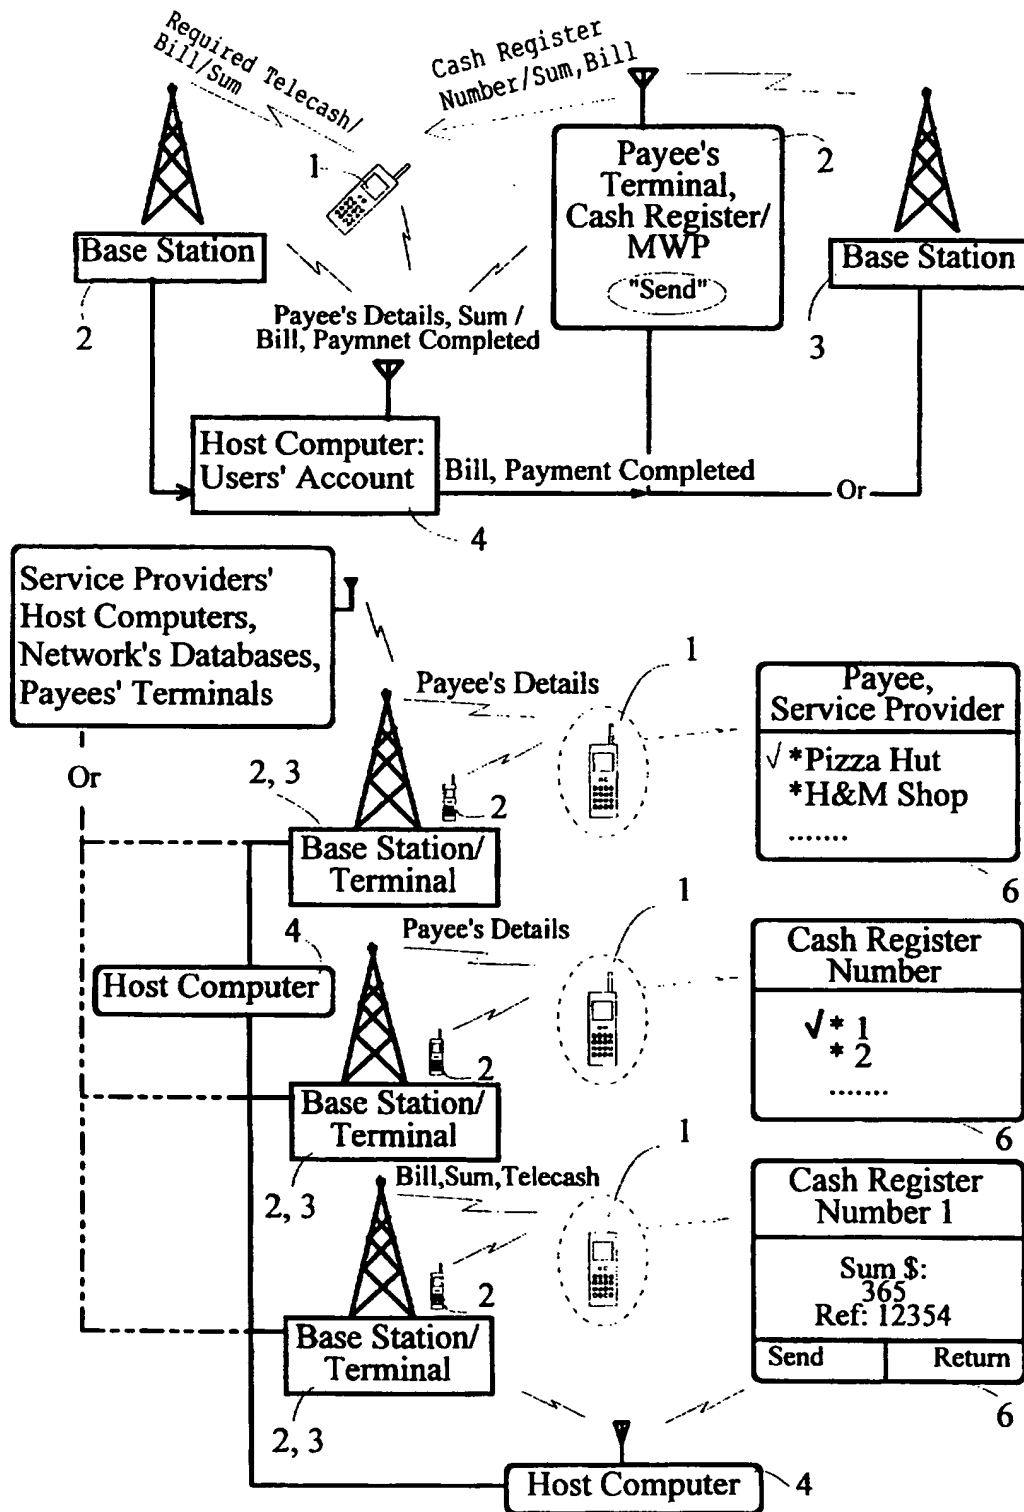 Required Telecash/
Bill/Sum
Cash Register
Number/Sum,Bill
1
Payee's
Terminal,
Cash Register/
MWP
"Send"
2
Base Station
2
Base Station
3
Payee's Details, Sum /
Bill, Paymnet Completed
Host Computer:
Users' Account
Bill, Payment Completed
Or
4
Service Providers'
Host Computers,
Network's Databases,
Payees' Terminals
Or
Payee's Details
1
Payee,
Service Provider
✓ *Pizza Hut
*H&M Shop
.......
6
2, 3
2
Base Station/
Terminal
4
Host Computer
Payee's Details
1
Cash Register
Number
✓* 1
* 2
.......
6
2
Base Station/
Terminal
2, 3
Bill,Sum,Telecash
1
Cash Register
Number 1
Sum $:
365
Ref: 12354
Send
Return
6
2
Base Station/
Terminal
2, 3
Host Computer
4